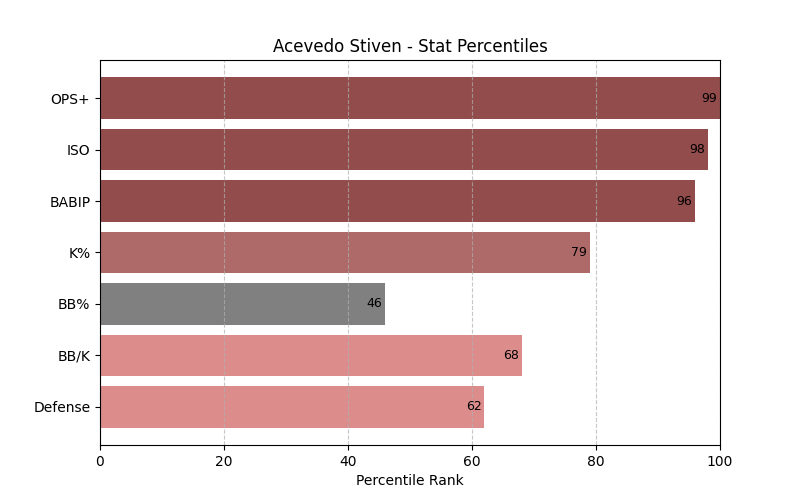 Acevedo Stiven - Stat Percentiles
OPS+ 99
ISO 98
BABIP 96
K% 79
BB% 46
BB/K 68
Defense 62
0 20 40 60 80 100
Percentile Rank